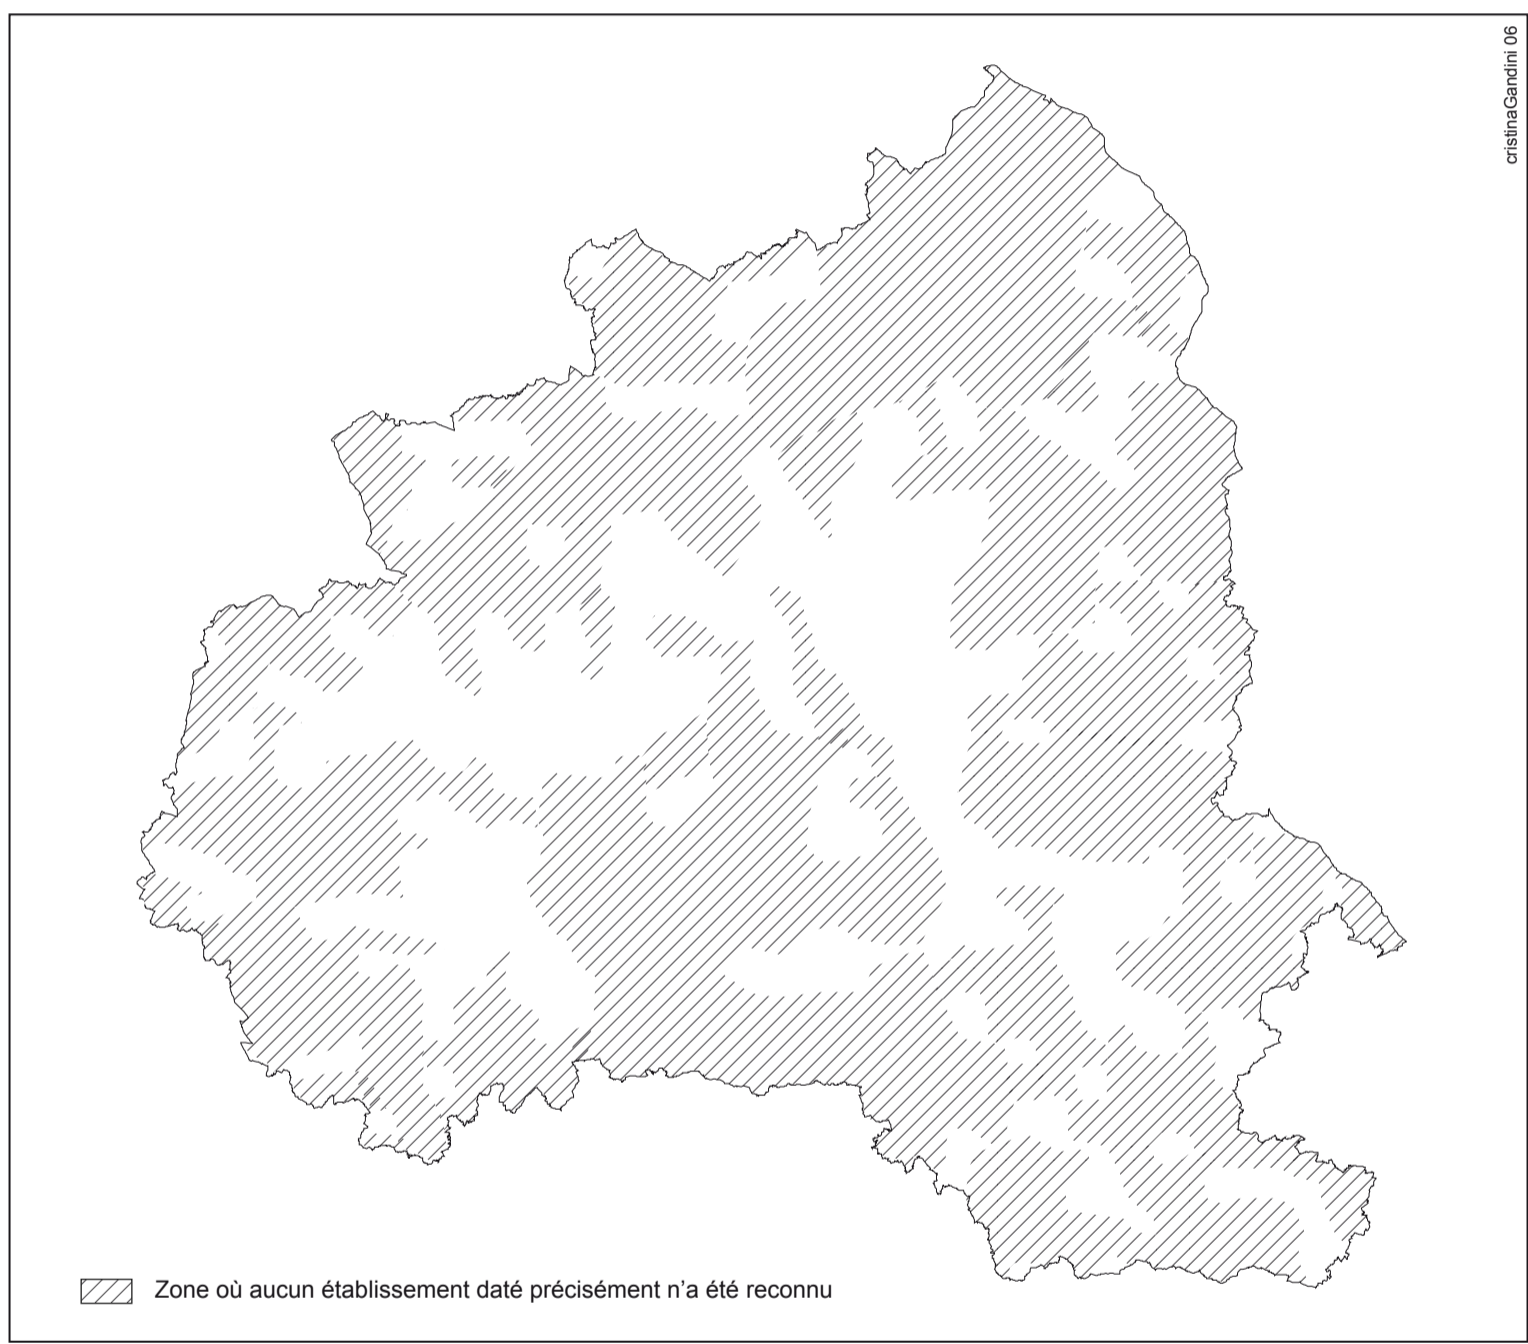 cristinaGandini 06
Zone où aucun établissement daté précisément n'a été reconnu